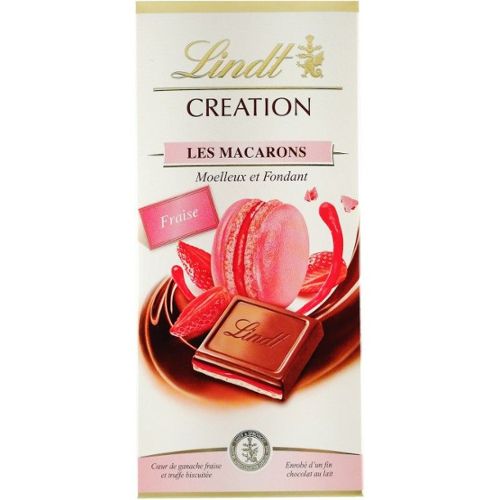 Lindt
CREATION
LES MACARONS
Moelleux et Fondant
Fraise
Lindt
Cœur de ganache fraise
et truffe biscuitée
Enrobé d'un fin
chocolat au lait